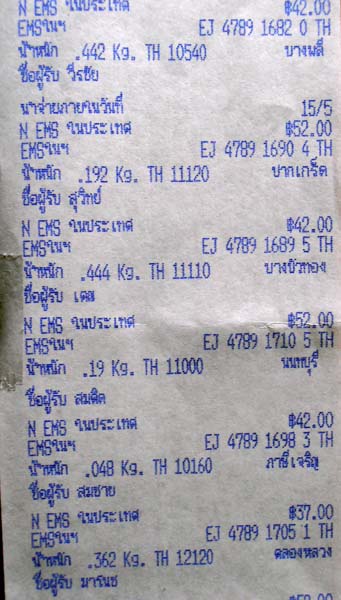 N EMS ในประเทศ ฿42.00
EMSในฯ EJ 4789 1682 0 TH
น้ำหนัก .442 Kg. TH 10540 บางพลี
ชื่อผู้รับ วีรชัย
นำจ่ายภายในวันที่ 15/5
N EMS ในประเทศ ฿52.00
EMSในฯ EJ 4789 1690 4 TH
น้ำหนัก .192 Kg. TH 11120 ปากเกร็ด
ชื่อผู้รับ สุวิทย์
N EMS ในประเทศ ฿42.00
EMSในฯ EJ 4789 1689 5 TH
น้ำหนัก .444 Kg. TH 11110 บางบัวทอง
ชื่อผู้รับ เดล
N EMS ในประเทศ ฿52.00
EMSในฯ EJ 4789 1710 5 TH
น้ำหนัก .19 Kg. TH 11000 นนทบุรี
ชื่อผู้รับ สมคิด
N EMS ในประเทศ ฿42.00
EMSในฯ EJ 4789 1698 3 TH
น้ำหนัก .048 Kg. TH 10160 ภาษีเจริญ
ชื่อผู้รับ สมชาย
N EMS ในประเทศ ฿37.00
EMSในฯ EJ 4789 1705 1 TH
น้ำหนัก .362 Kg. TH 12120 คลองหลวง
ชื่อผู้รับ มารนช